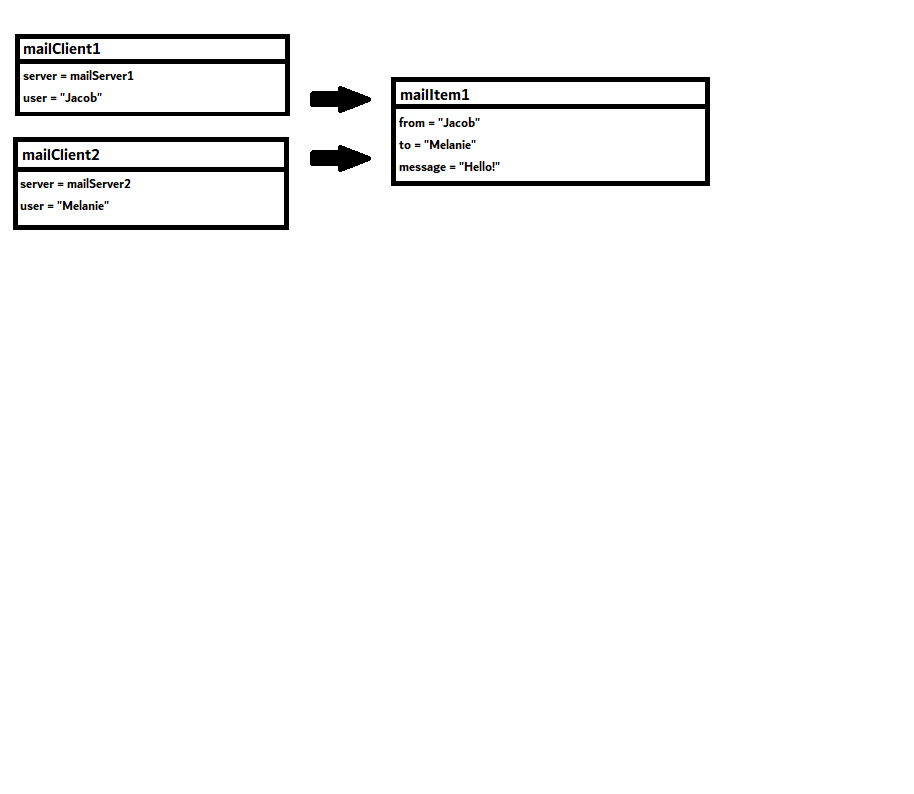 mailClient1
server = mailServer1
user = "Jacob"
mailClient2
server = mailServer2
user = "Melanie"
mailItem1
from = "Jacob"
to = "Melanie"
message = "Hello!"